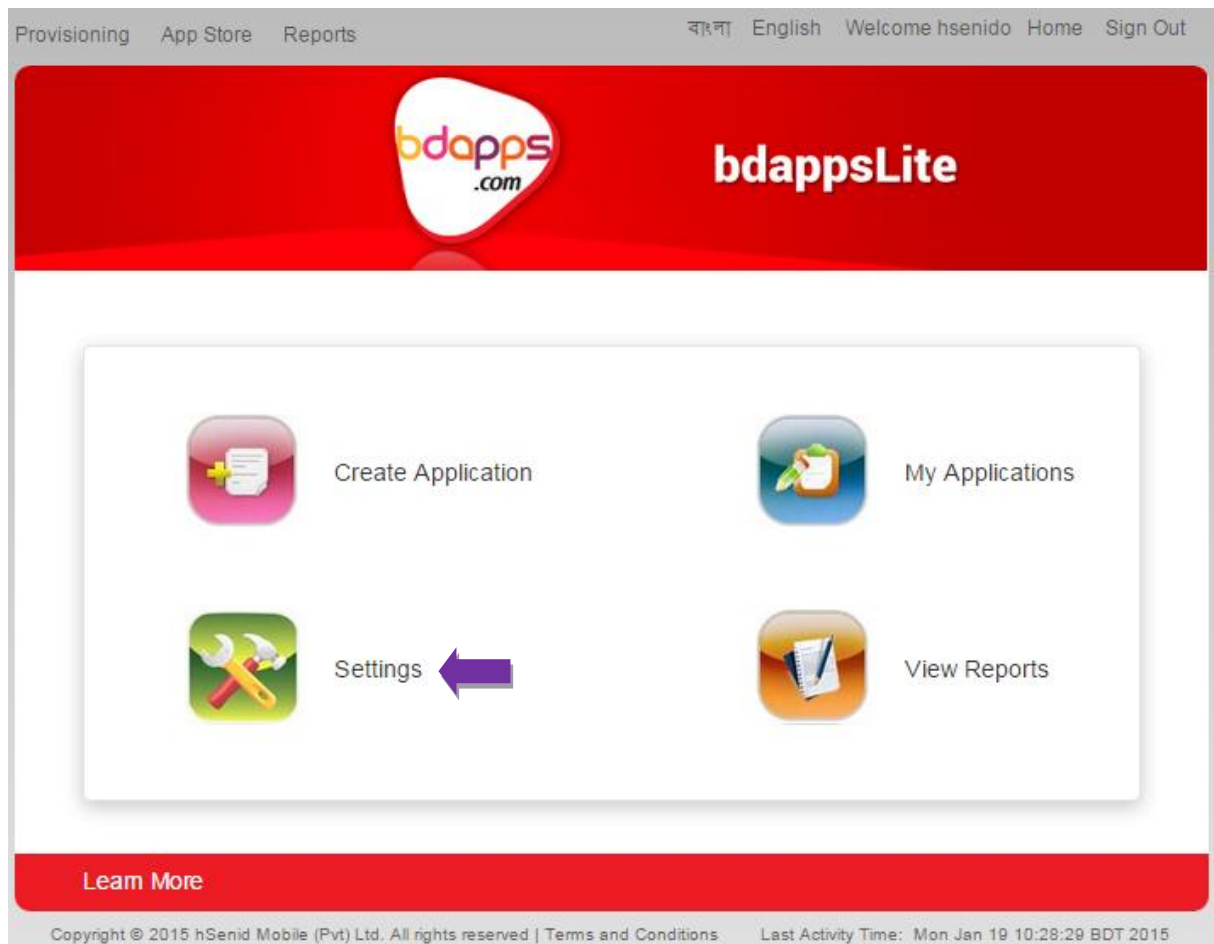 Provisioning App Store Reports বাংলা English Welcome hsenido Home Sign Out
bdapps
.com
bdappsLite
Create Application
My Applications
Settings
View Reports
Learn More
Copyright © 2015 hSenid Mobile (Pvt) Ltd. All rights reserved | Terms and Conditions Last Activity Time: Mon Jan 19 10:28:29 BDT 2015